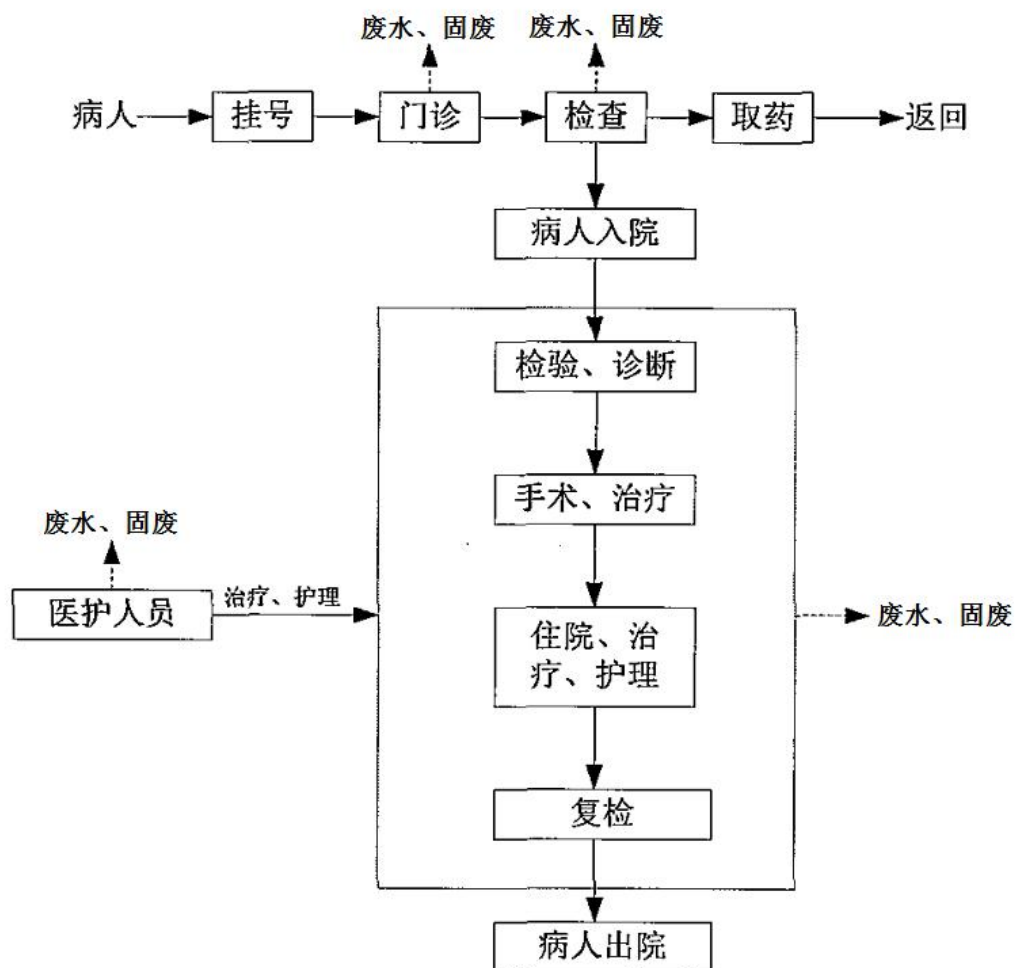 废水、固废
废水、固废
病人
挂号
门诊
检查
取药
返回
病人入院
检验、诊断
手术、治疗
废水、固废
医护人员
治疗、护理
住院、治
疗、护理
废水、固废
复检
病人出院